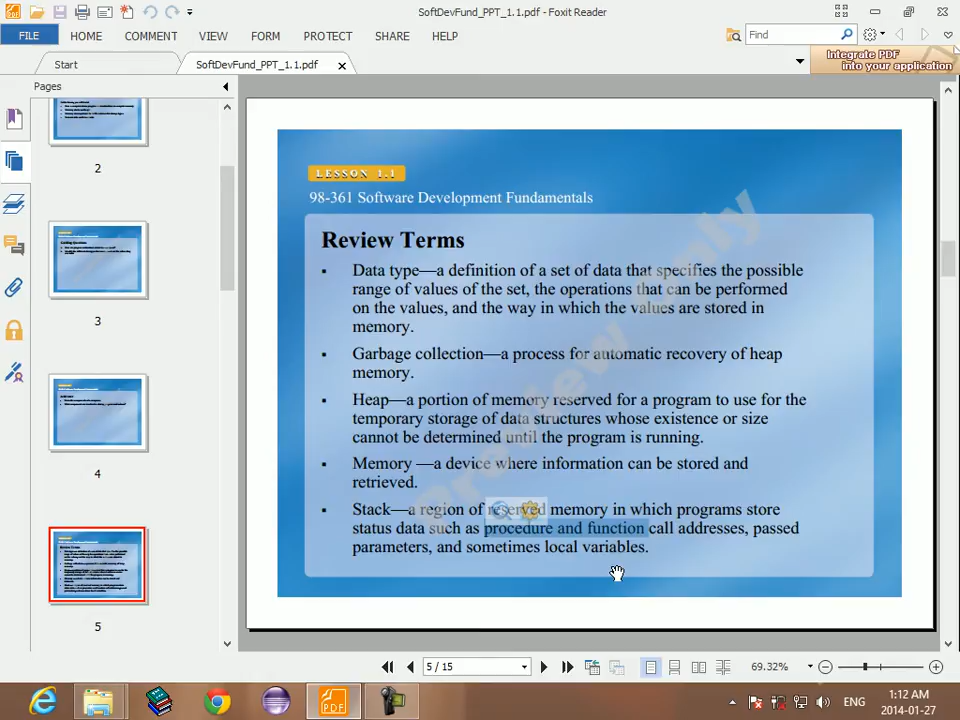 SoftDevFund_PPT_1.1.pdf - Foxit Reader
FILE HOME COMMENT VIEW FORM PROTECT SHARE HELP
Find
Start
SoftDevFund_PPT_1.1.pdf
Integrate PDF
into your application
Pages
2
3
4
5
LESSON 1.1
98-361 Software Development Fundamentals
Review Terms
▪ Data type—a definition of a set of data that specifies the possible
range of values of the set, the operations that can be performed
on the values, and the way in which the values are stored in
memory.
▪ Garbage collection—a process for automatic recovery of heap
memory.
▪ Heap—a portion of memory reserved for a program to use for the
temporary storage of data structures whose existence or size
cannot be determined until the program is running.
▪ Memory —a device where information can be stored and
retrieved.
▪ Stack—a region of reserved memory in which programs store
status data such as procedure and function call addresses, passed
parameters, and sometimes local variables.
Preview Only
5 / 15
69.32%
ENG
1:12 AM
2014-01-27